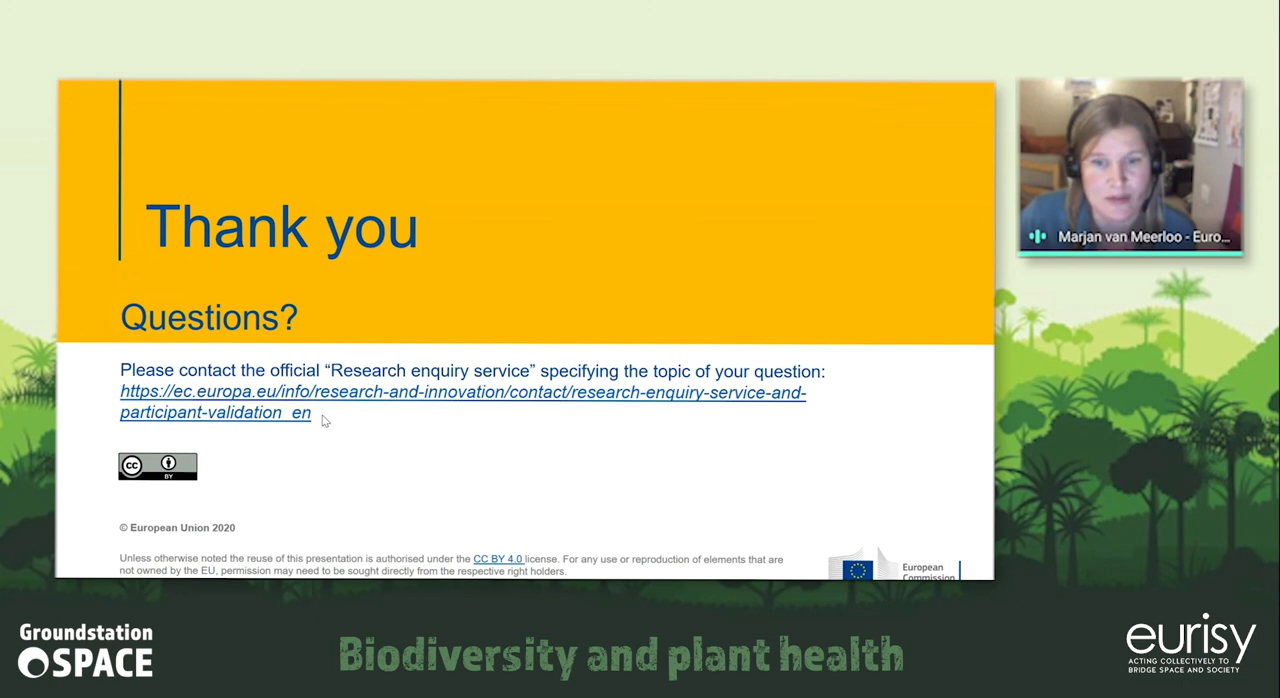 Thank you
Questions?
Please contact the official “Research enquiry service” specifying the topic of your question:
https://ec.europa.eu/info/research-and-innovation/contact/research-enquiry-service-and-
participant-validation_en
cc
BY
© European Union 2020
Unless otherwise noted the reuse of this presentation is authorised under the CC BY 4.0 license. For any use or reproduction of elements that are
not owned by the EU, permission may need to be sought directly from the respective right holders.
European
Commission
Marjan van Meerloo - Euro...
Groundstation
SPACE
Biodiversity and plant health
eurisy
ACTING COLLECTIVELY TO
BRIDGE SPACE AND SOCIETY